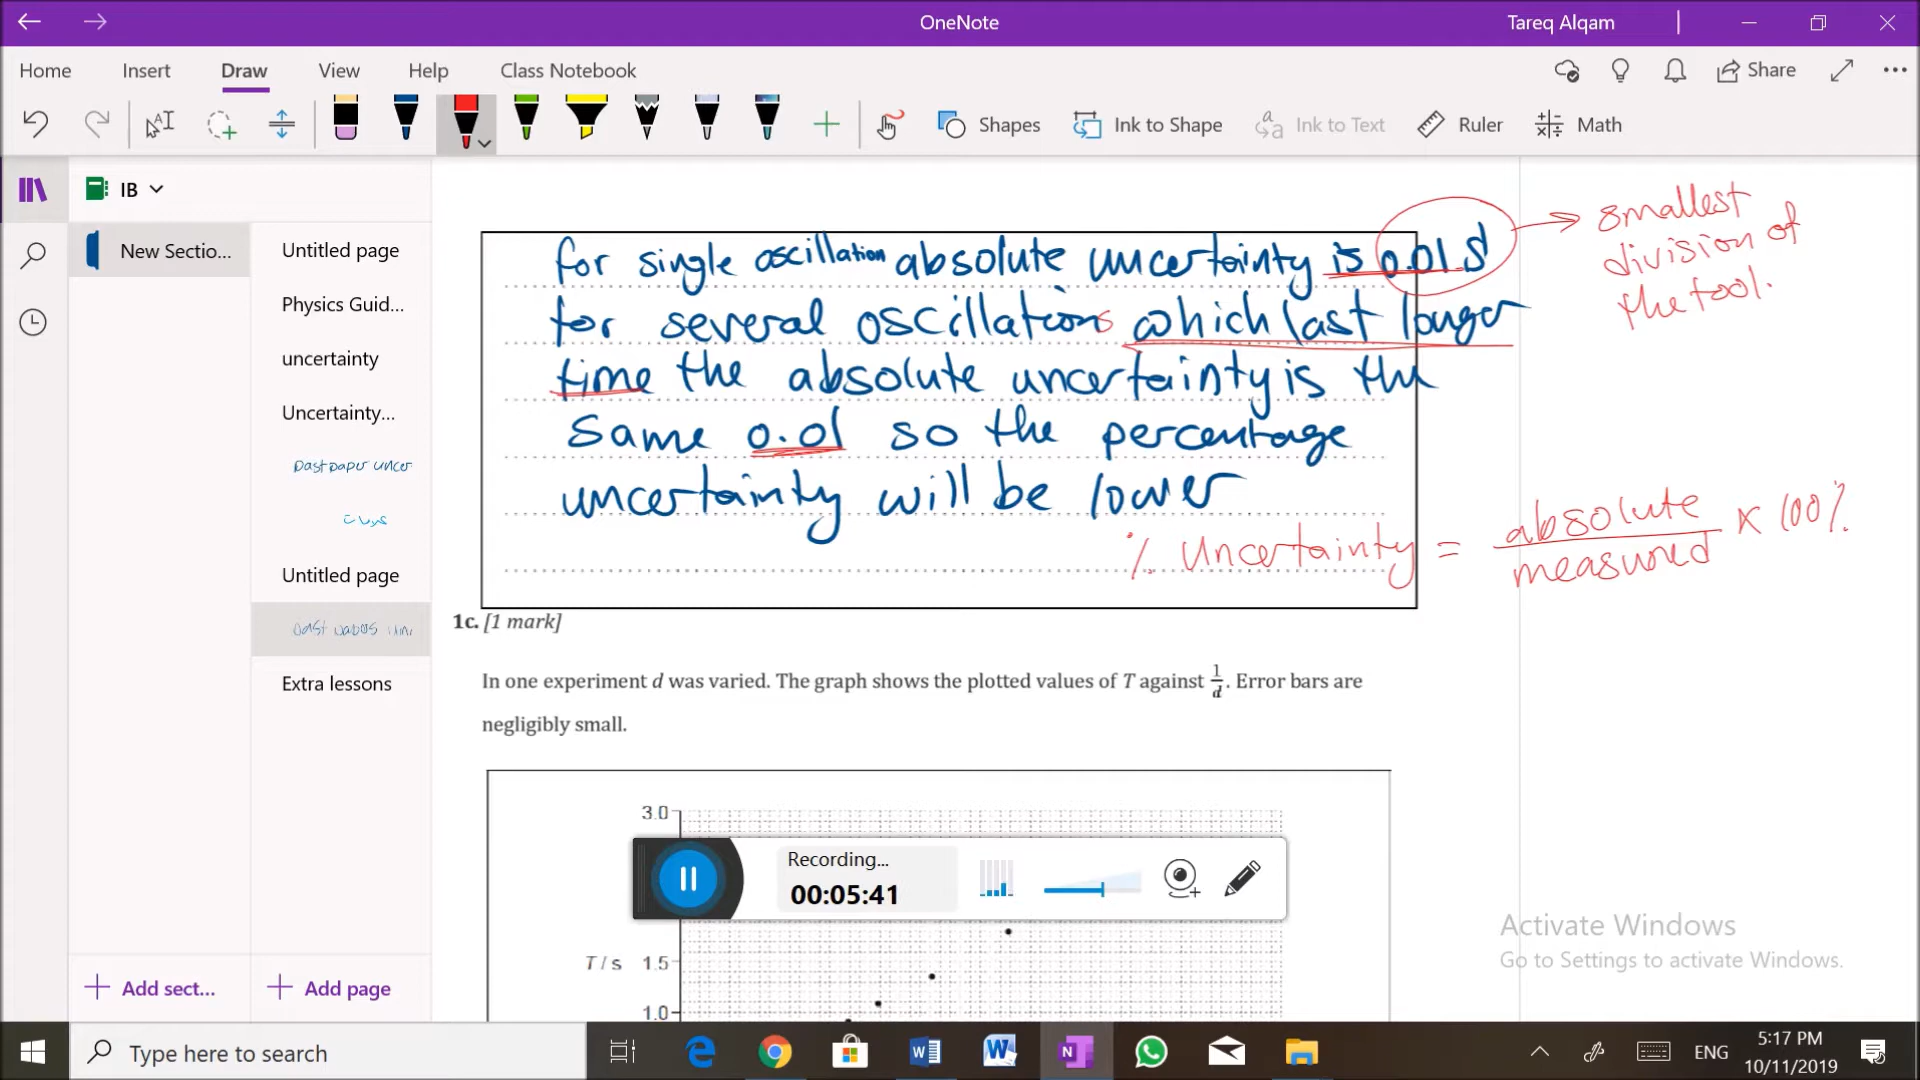 OneNote
Tareq Alqam
Home Insert Draw View Help Class Notebook
Share
Shapes Ink to Shape Ink to Text Ruler Math
IB
New Sectio...
Untitled page
Physics Guid...
uncertainty
Uncertainty...
Untitled page
Extra lessons
Add sect...
Add page
for single oscillation absolute uncertainty is 0.01 s
for several oscillations which last longer
time the absolute uncertainty is the
same 0.01 so the percentage
uncertainty will be lower
smallest
division of
the tool.
% Uncertainty = absolute / measured × 100%
1c. [1 mark]
In one experiment d was varied. The graph shows the plotted values of T against 1/d. Error bars are
negligibly small.
3.0
Recording...
00:05:41
T / s 1.5
1.0
Activate Windows
Go to Settings to activate Windows.
Type here to search
ENG
5:17 PM
10/11/2019